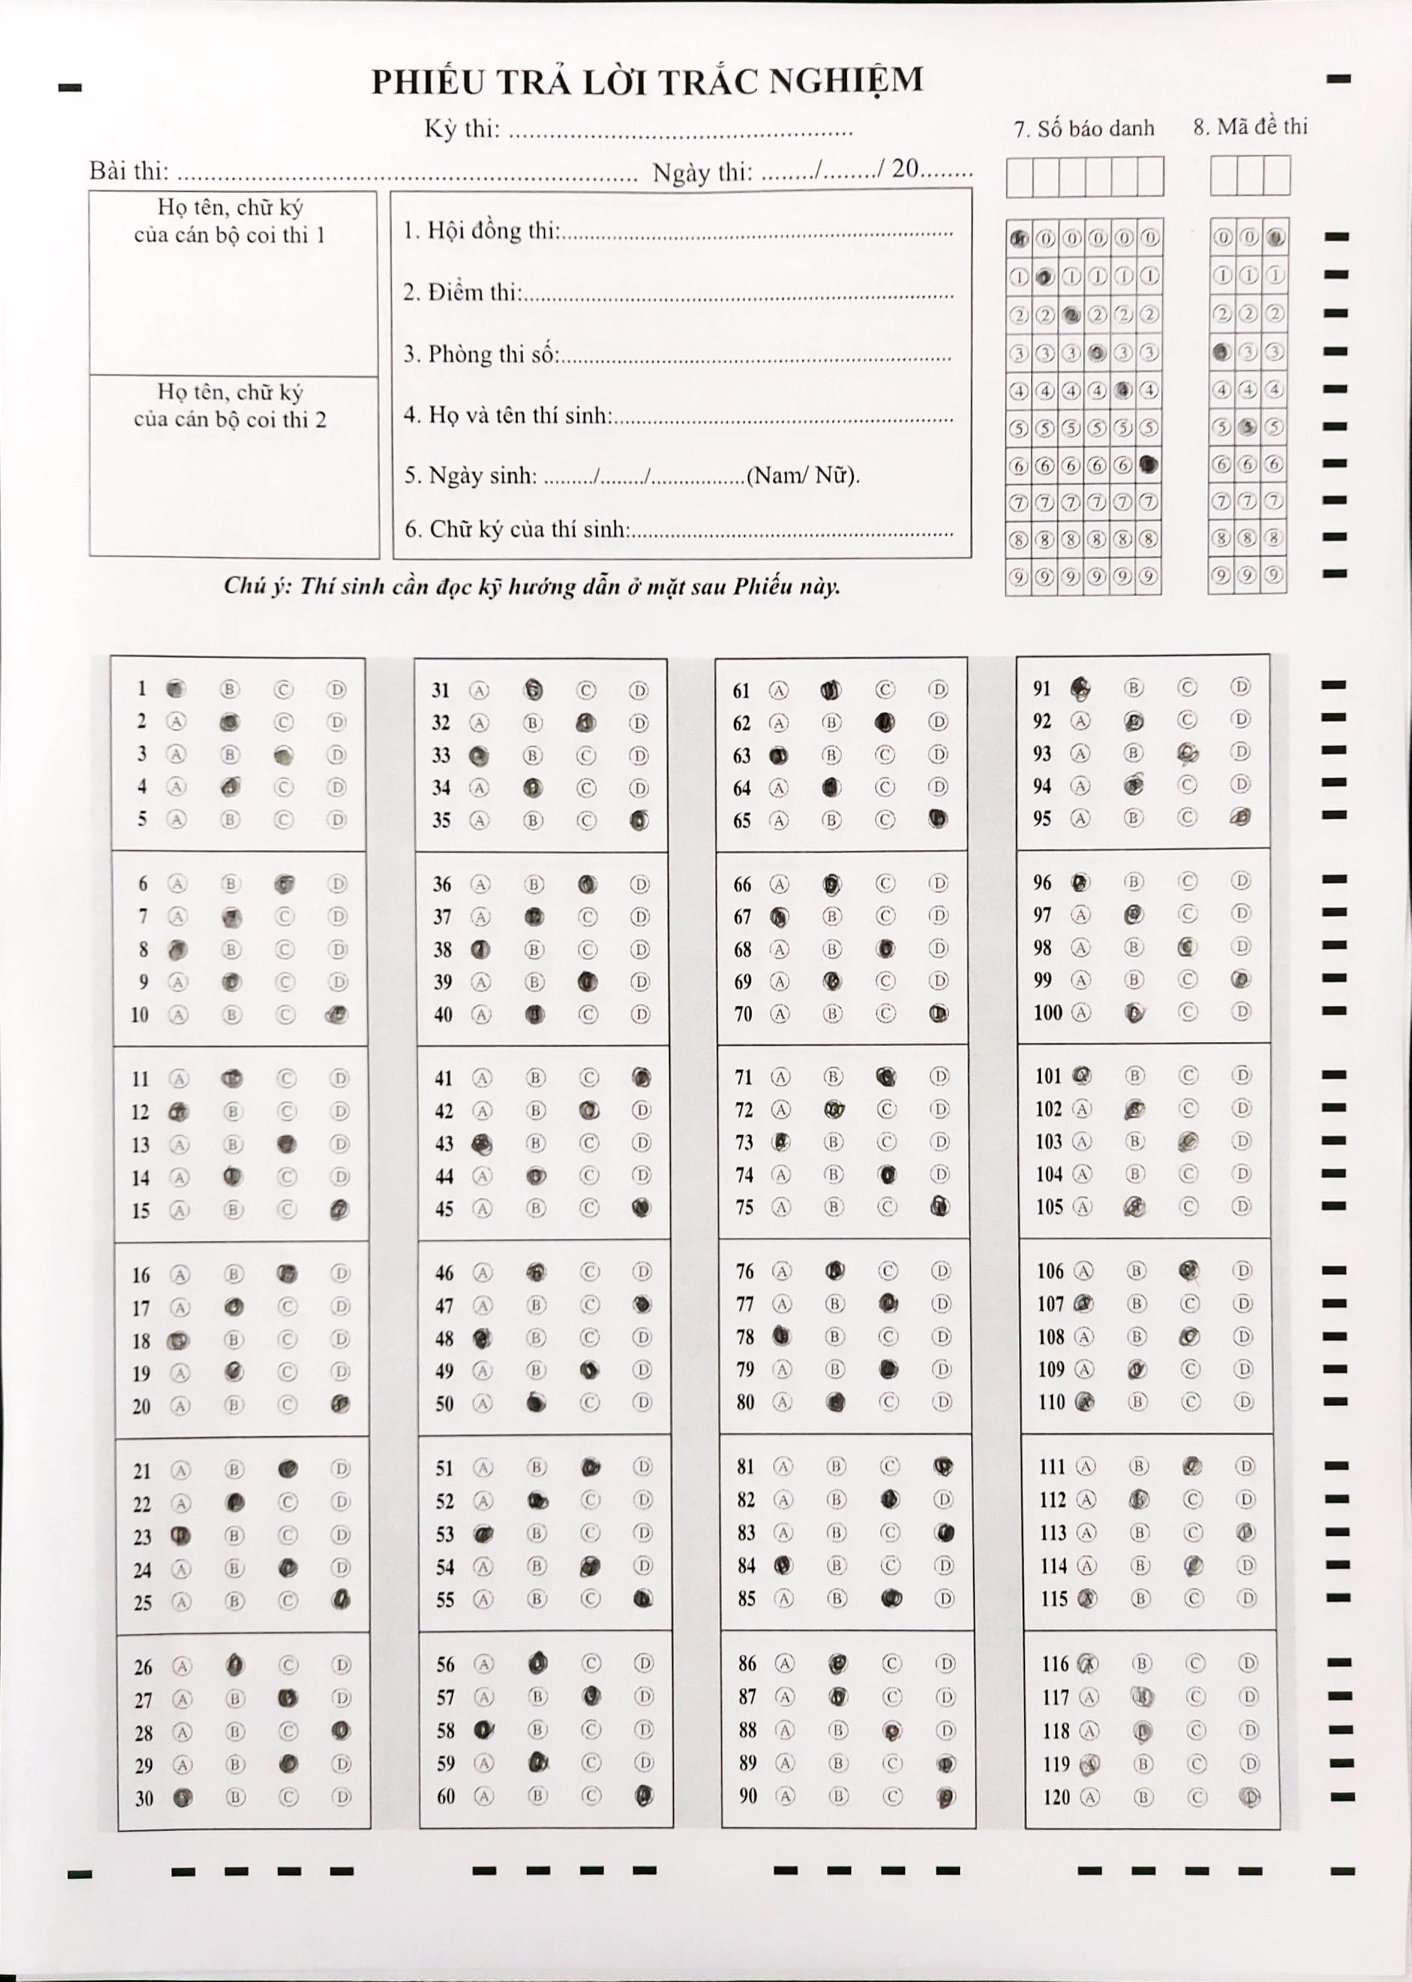 PHIẾU TRẢ LỜI TRẮC NGHIỆM
Kỳ thi: ....................................................
Bài thi: ..................................................................... Ngày thi: ......../......../ 20........
7. Số báo danh
8. Mã đề thi
Họ tên, chữ ký
của cán bộ coi thi 1
Họ tên, chữ ký
của cán bộ coi thi 2
1. Hội đồng thi:............................................................
2. Điểm thi:..................................................................
3. Phòng thi số:............................................................
4. Họ và tên thí sinh:....................................................
5. Ngày sinh: ......../......../.................(Nam/ Nữ).
6. Chữ ký của thí sinh:.................................................
0 0 0 0 0
1 1 1 1 1
2 2 2 2 2
3 3 3 3 3
4 4 4 4 4
5 5 5 5 5 5
6 6 6 6 6
7 7 7 7 7 7
8 8 8 8 8 8
9 9 9 9 9 9
0 0
1 1 1
2 2 2
3 3
4 4 4
5 5
6 6 6
7 7 7
8 8 8
9 9 9
Chú ý: Thí sinh cần đọc kỹ hướng dẫn ở mặt sau Phiếu này.
1 B C D
2 A C D
3 A B D
4 A C D
5 A B C D
6 A B D
7 A C D
8 B C D
9 A C D
10 A B C
11 A C D
12 B C D
13 A B D
14 A C D
15 A B C
16 A B D
17 A C D
18 B C D
19 A C D
20 A B C
21 A B D
22 A C D
23 B C D
24 A B D
25 A B C
26 A C D
27 A B D
28 A B C
29 A B D
30 B C D
31 A C D
32 A B D
33 B C D
34 A C D
35 A B C
36 A B D
37 A C D
38 B C D
39 A B D
40 A C D
41 A B C
42 A B D
43 B C D
44 A C D
45 A B C
46 A C D
47 A B C
48 B C D
49 A B D
50 A C D
51 A B D
52 A C D
53 B C D
54 A B D
55 A B C
56 A C D
57 A B D
58 B C D
59 A C D
60 A B C
61 A C D
62 A B D
63 B C D
64 A C D
65 A B C
66 A C D
67 B C D
68 A B D
69 A C D
70 A B C
71 A B D
72 A C D
73 B C D
74 A B D
75 A B C
76 A C D
77 A B D
78 B C D
79 A B D
80 A C D
81 A B C
82 A B D
83 A B C
84 B C D
85 A B D
86 A C D
87 A C D
88 A B D
89 A B C
90 A B C
91 B C D
92 A C D
93 A B D
94 A C D
95 A B C
96 B C D
97 A C D
98 A B D
99 A B C
100 A C D
101 B C D
102 A C D
103 A B D
104 A B C D
105 A C D
106 A B D
107 B C D
108 A B D
109 A C D
110 B C D
111 A B D
112 A C D
113 A B C
114 A B D
115 B C D
116 B C D
117 A C D
118 A C D
119 B C D
120 A B C